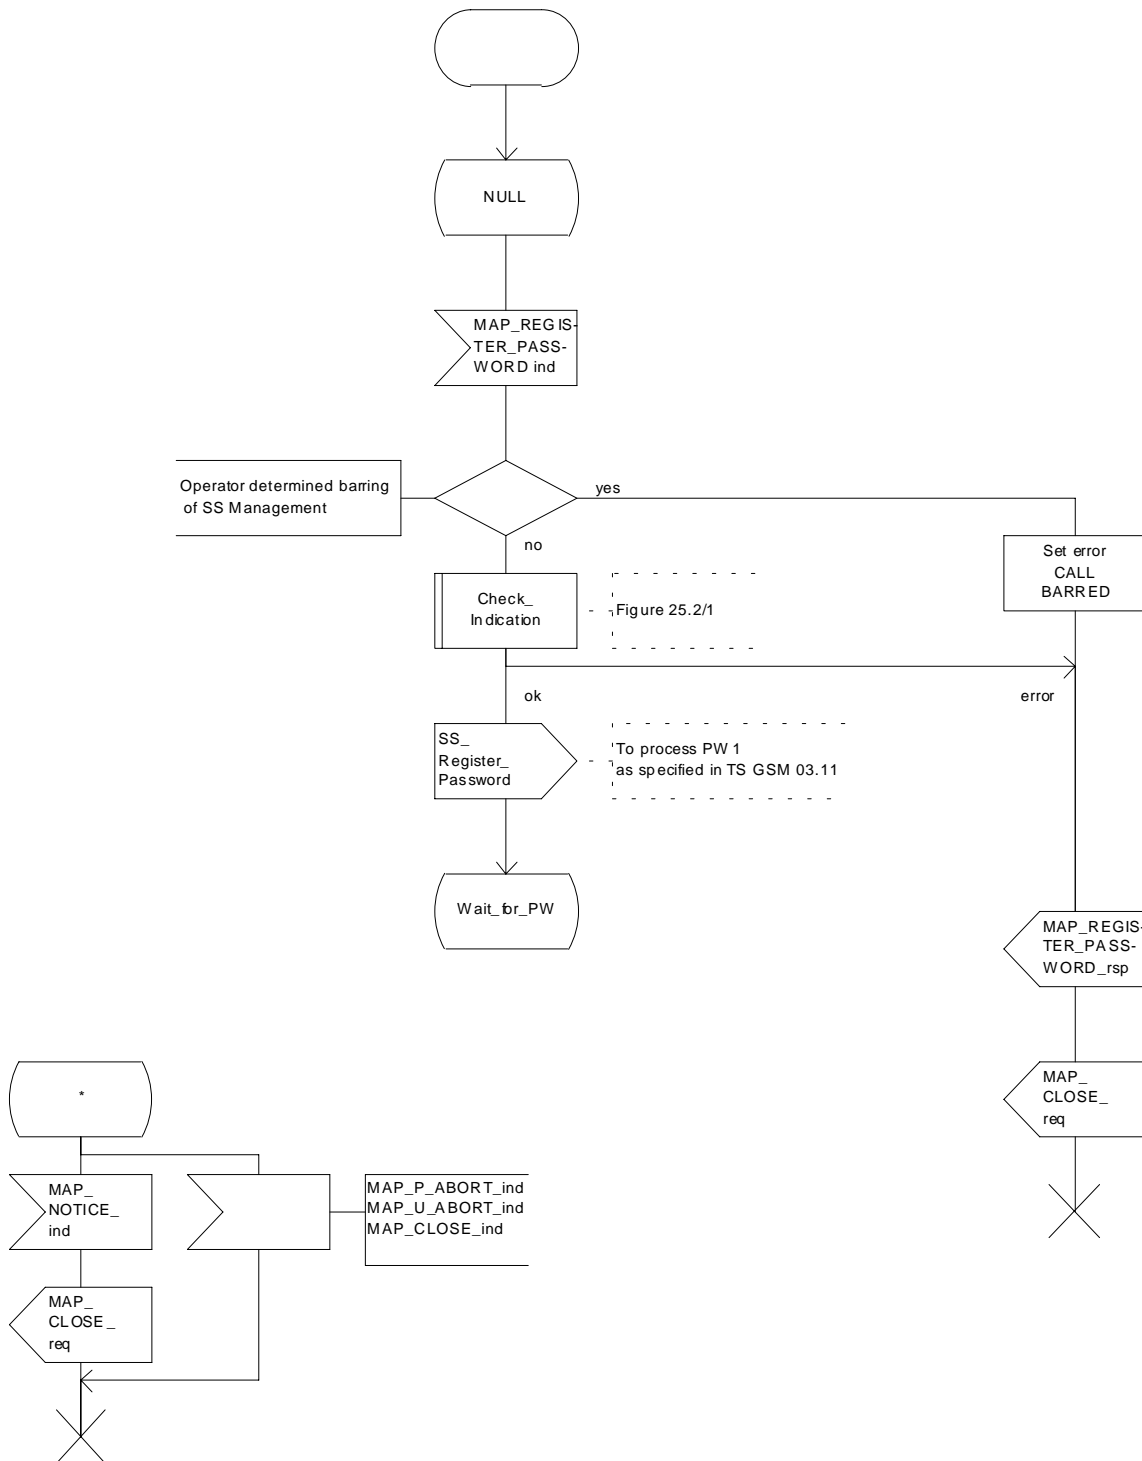 NULL
MAP_REGIS-
TER_PASS-
WORD ind
Operator determined barring
of SS Management
yes
no
Set error
CALL
BARRED
Check_
Indication
Figure 25.2/1
ok
error
SS_
Register_
Password
To process PW1
as specified in TS GSM 03.11
Wait_for_PW
MAP_REGIS-
TER_PASS-
WORD_rsp
MAP_
CLOSE_
req
*
MAP_
NOTICE_
ind
MAP_P_ABORT_ind
MAP_U_ABORT_ind
MAP_CLOSE_ind
MAP_
CLOSE_
req